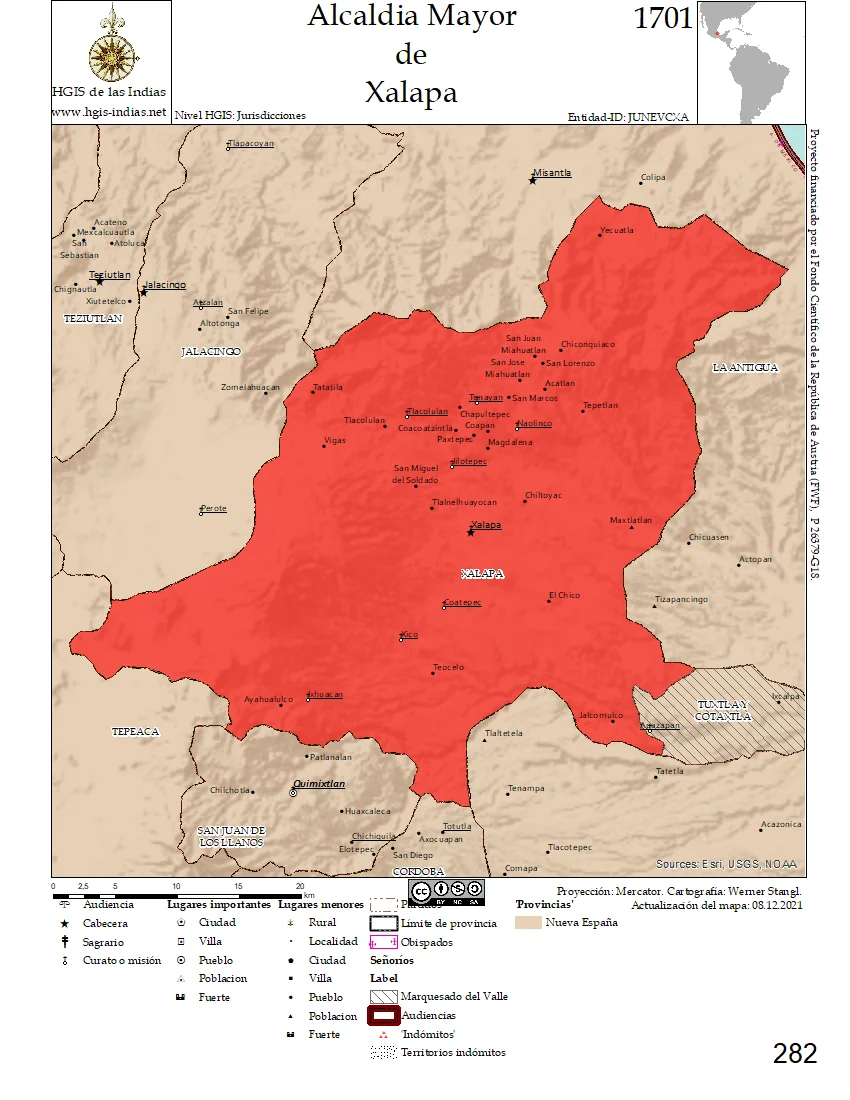 Alcaldia Mayor
de
Xalapa
1701
HGIS de las Indias
www.hgis-indias.net
Nivel HGIS: Jurisdicciones
Entidad-ID: JUNEVCXA
Proyecto financiado por el Fondo Científico de la República de Austria (FWF), P 26379-G18.
Tlapacoyan
Misantla
Colipa
Acateno
Mexcalcuautla
San
Sebastian
Atoluca
Yecuatla
Teziutlan
Jalacingo
Chignautla
Xiutetelco
Atzalan
San Felipe
Altotonga
TEZIUTLAN
JALACINGO
San Juan
Miahuatlan
Chiconquiaco
San Jose
Miahuatlan
San Lorenzo
LA ANTIGUA
Zomelahuacan
Tatatila
Acatlan
Tonayan
San Marcos
Tepetlan
Tlacolulan
Chapultepec
Tlacolulan
Naolinco
Coacoatzintla
Coapan
Paxtepec
Magdalena
Vigas
Jilotepec
San Miguel
del Soldado
Tlalnelhuayocan
Chiltoyac
Perote
Xalapa
Maxtlatlan
Chicuasen
Actopan
XALAPA
El Chico
Coatepec
Tizapancingo
Xico
Teocelo
Ayahualulco
Ixhuacan
Ixcalpa
TUXTLA Y
COTAXTLA
Jalcomulco
Apazapan
TEPEACA
Tlaltetela
Patlanalan
Tatetla
Chilchotla
Quimixtlan
Tenampa
Huaxcaleca
Acazonica
SAN JUAN DE
LOS LLANOS
Chichiquila
Totutla
Axocuapan
Elotepec
San Diego
Tlacotepec
CORDOBA
Comapa
Sources: Esri, USGS, NOAA
0 2,5 5 10 15 20
km
CC BY NC SA
Proyección: Mercator. Cartografía: Werner Stangl.
Actualización del mapa: 08.12.2021
Audiencia
Cabecera
Sagrario
Curato o misión
Lugares importantes
Ciudad
Villa
Pueblo
Poblacion
Fuerte
Lugares menores
Rural
Localidad
Ciudad
Villa
Pueblo
Poblacion
Fuerte
Partidos
Límite de provincia
Obispados
Señoríos
Label
Marquesado del Valle
Audiencias
'Indómitos'
Territorios indómitos
'Provincias'
Nueva España
282